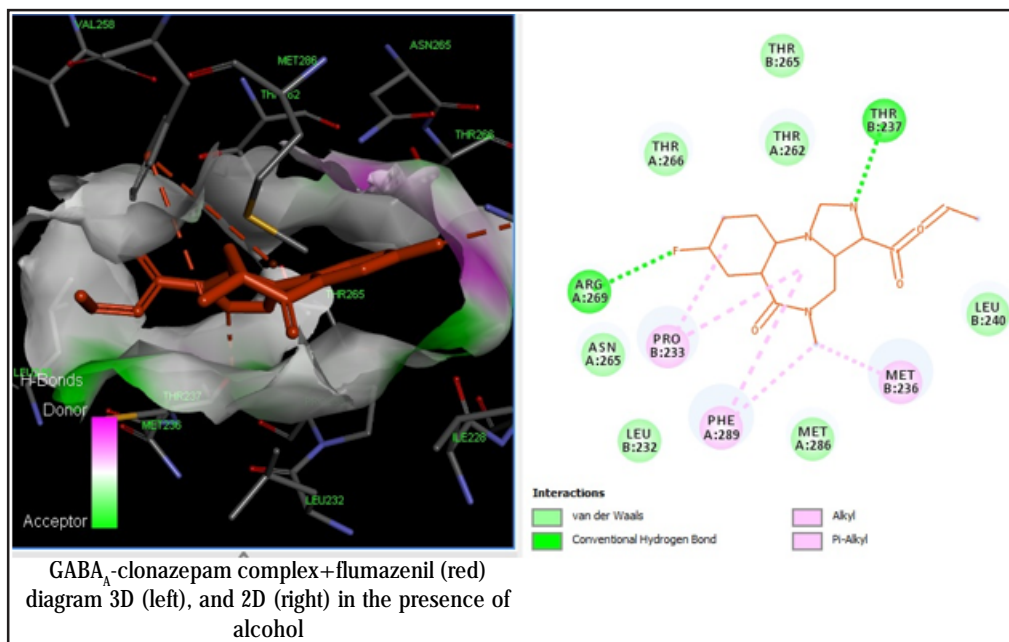 VAL258
MET286
ASN265
THR266
THR265
H-Bonds
Donor
THR237
MET236
ILE228
LEU232
Acceptor
THR
B:265
THR
B:237
THR
A:262
THR
A:266
F
N
N
N
O
O
O
ARG
A:269
LEU
B:240
ASN
A:265
PRO
B:233
MET
B:236
PHE
A:289
LEU
B:232
MET
A:286
Interactions
van der Waals
Conventional Hydrogen Bond
Alkyl
Pi-Alkyl
GABAA-clonazepam complex+flumazenil (red)
diagram 3D (left), and 2D (right) in the presence of
alcohol